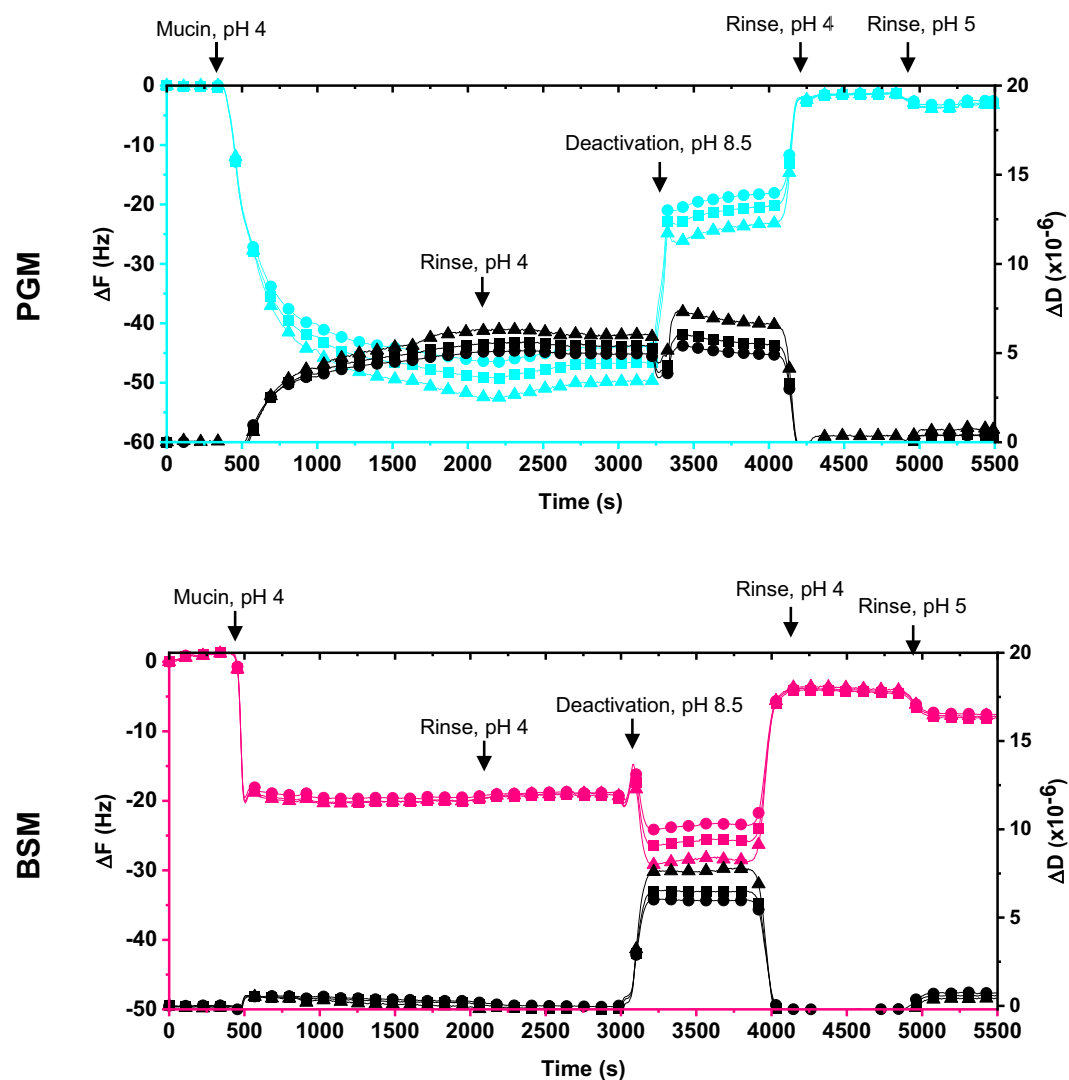 Mucin, pH 4
Rinse, pH 4
Rinse, pH 5
Deactivation, pH 8.5
Rinse, pH 4
PGM
ΔF (Hz)
0
-10
-20
-30
-40
-50
-60
20
15
10
5
0
ΔD (x10⁻⁶)
0 500 1000 1500 2000 2500 3000 3500 4000 4500 5000 5500
Time (s)
Mucin, pH 4
Rinse, pH 4
Rinse, pH 5
Deactivation, pH 8.5
Rinse, pH 4
BSM
ΔF (Hz)
0
-10
-20
-30
-40
-50
20
15
10
5
0
ΔD (x10⁻⁶)
0 500 1000 1500 2000 2500 3000 3500 4000 4500 5000 5500
Time (s)